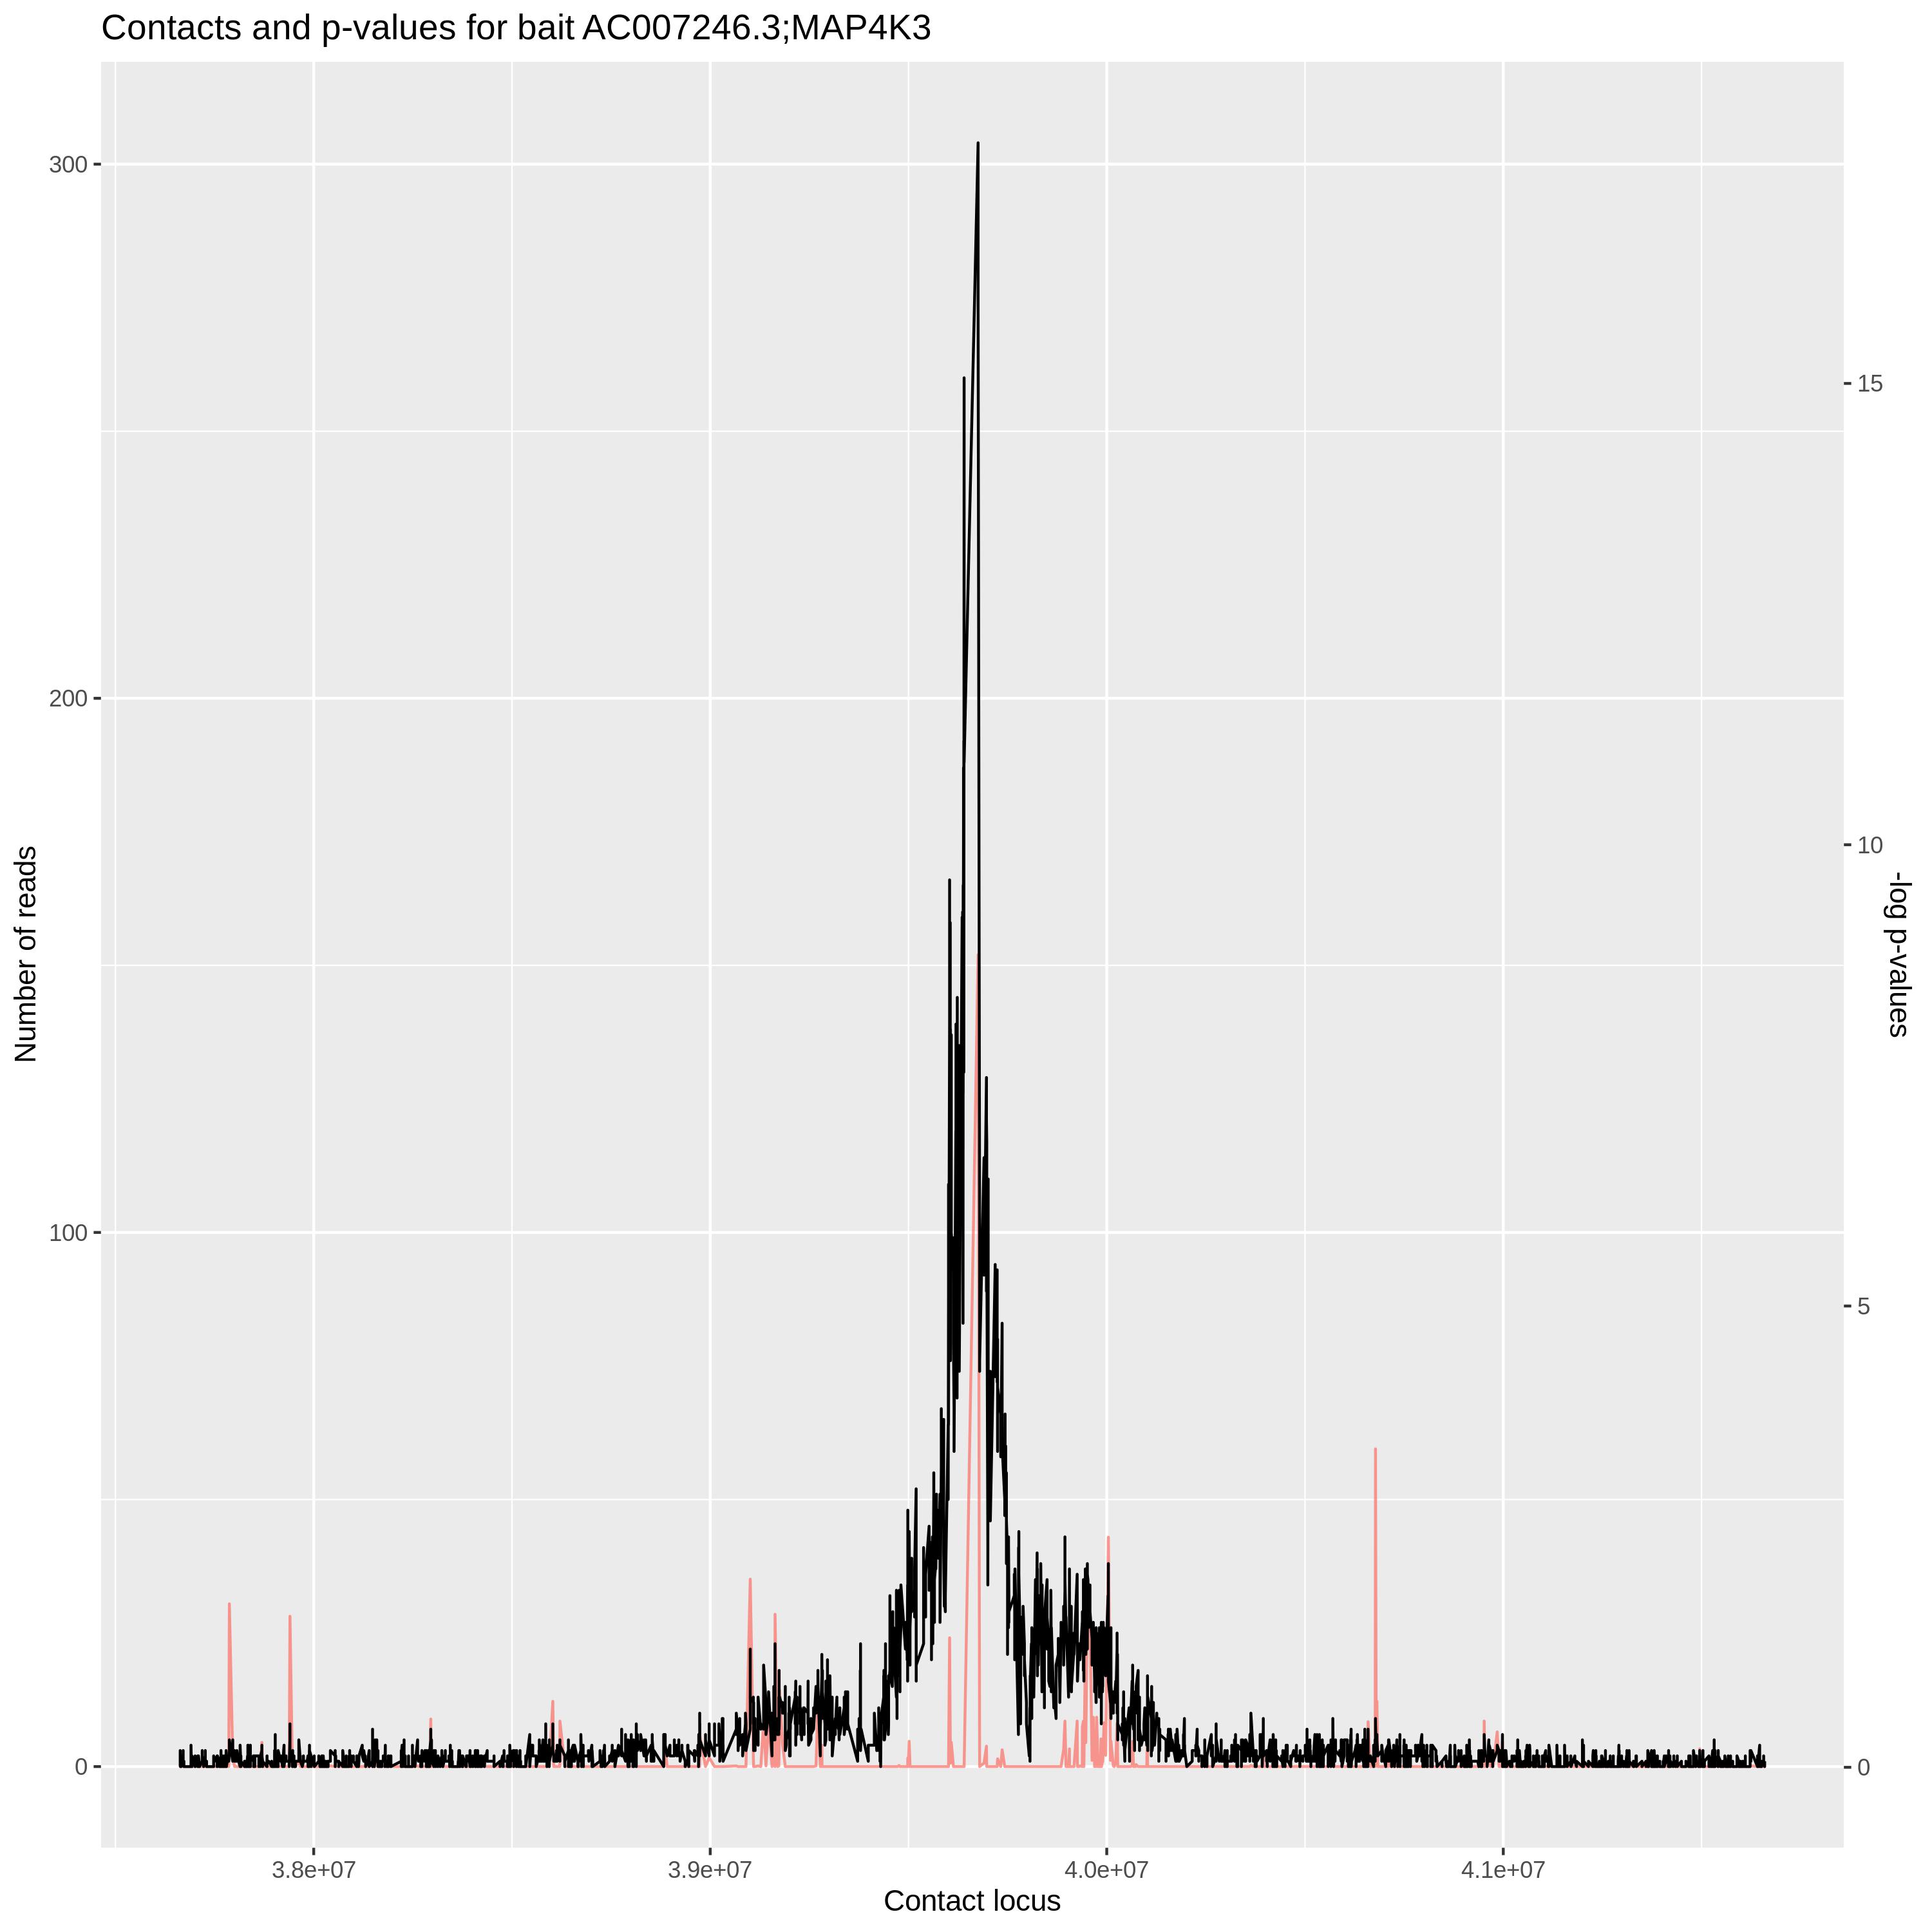 Contacts and p-values for bait AC007246.3;MAP4K3
300
200
100
0
15
10
5
0
Number of reads
-log p-values
3.8e+07
3.9e+07
4.0e+07
4.1e+07
Contact locus